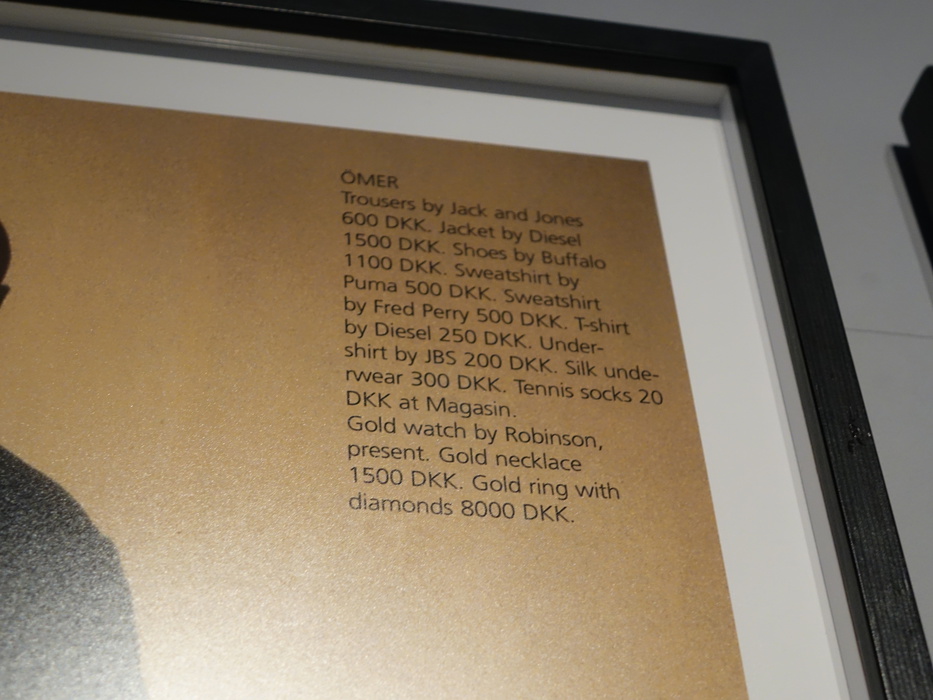 ÖMER
Trousers by Jack and Jones
600 DKK. Jacket by Diesel
1500 DKK. Shoes by Buffalo
1100 DKK. Sweatshirt by
Puma 500 DKK. Sweatshirt
by Fred Perry 500 DKK. T-shirt
by Diesel 250 DKK. Under-
shirt by JBS 200 DKK. Silk unde-
rwear 300 DKK. Tennis socks 20
DKK at Magasin.
Gold watch by Robinson,
present. Gold necklace
1500 DKK. Gold ring with
diamonds 8000 DKK.